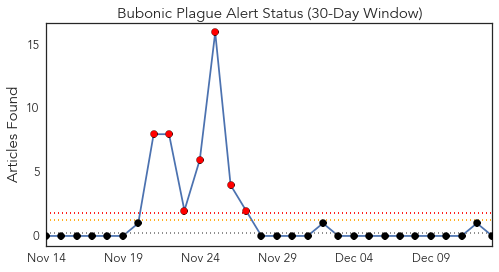 Bubonic Plague Alert Status (30-Day Window)
Articles Found
15
10
5
0
Nov 14 Nov 19 Nov 24 Nov 29 Dec 04 Dec 09